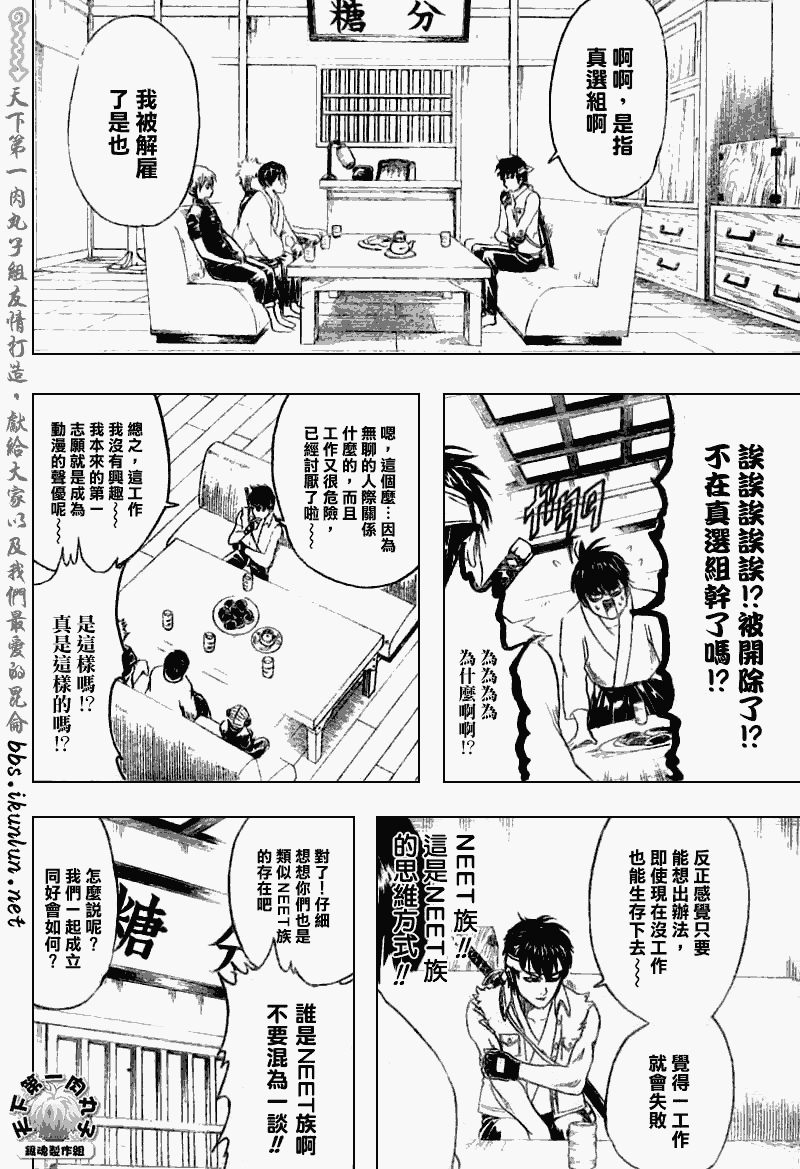 糖分
啊啊，是指
真選組啊
我被解雇
了是也
誒誒誒誒誒!?被開除了!?
不在真選組幹了嗎!?
為為為為
為什麼啊啊!?
嗯，這個麼…因為
無聊的人際關係
什麼的，而且
工作又很危險，
已經討厭了啦～
總之，這工作
我沒有興趣～
我本來的第一
志願就是成為
動漫的聲優呢～
是這樣嗎!?
真是這樣的嗎!?
反正感覺只要
能想出辦法，
即使現在沒工作
也能生存下去～
覺得一工作
就會失敗
NEET族!!
這是NEET族
的思維方式!!
對了！仔細
想想你們也是
類似NEET族
的存在吧
誰是NEET族啊
不要混為一談!!
糖分
怎麼説呢？
我們一起成立
同好會如何？
天下第一肉丸子組友情打造，獻給大家以及我們最愛的昆侖 bbs.ikunlun.net
天下第一肉丸子
銀魂製作組